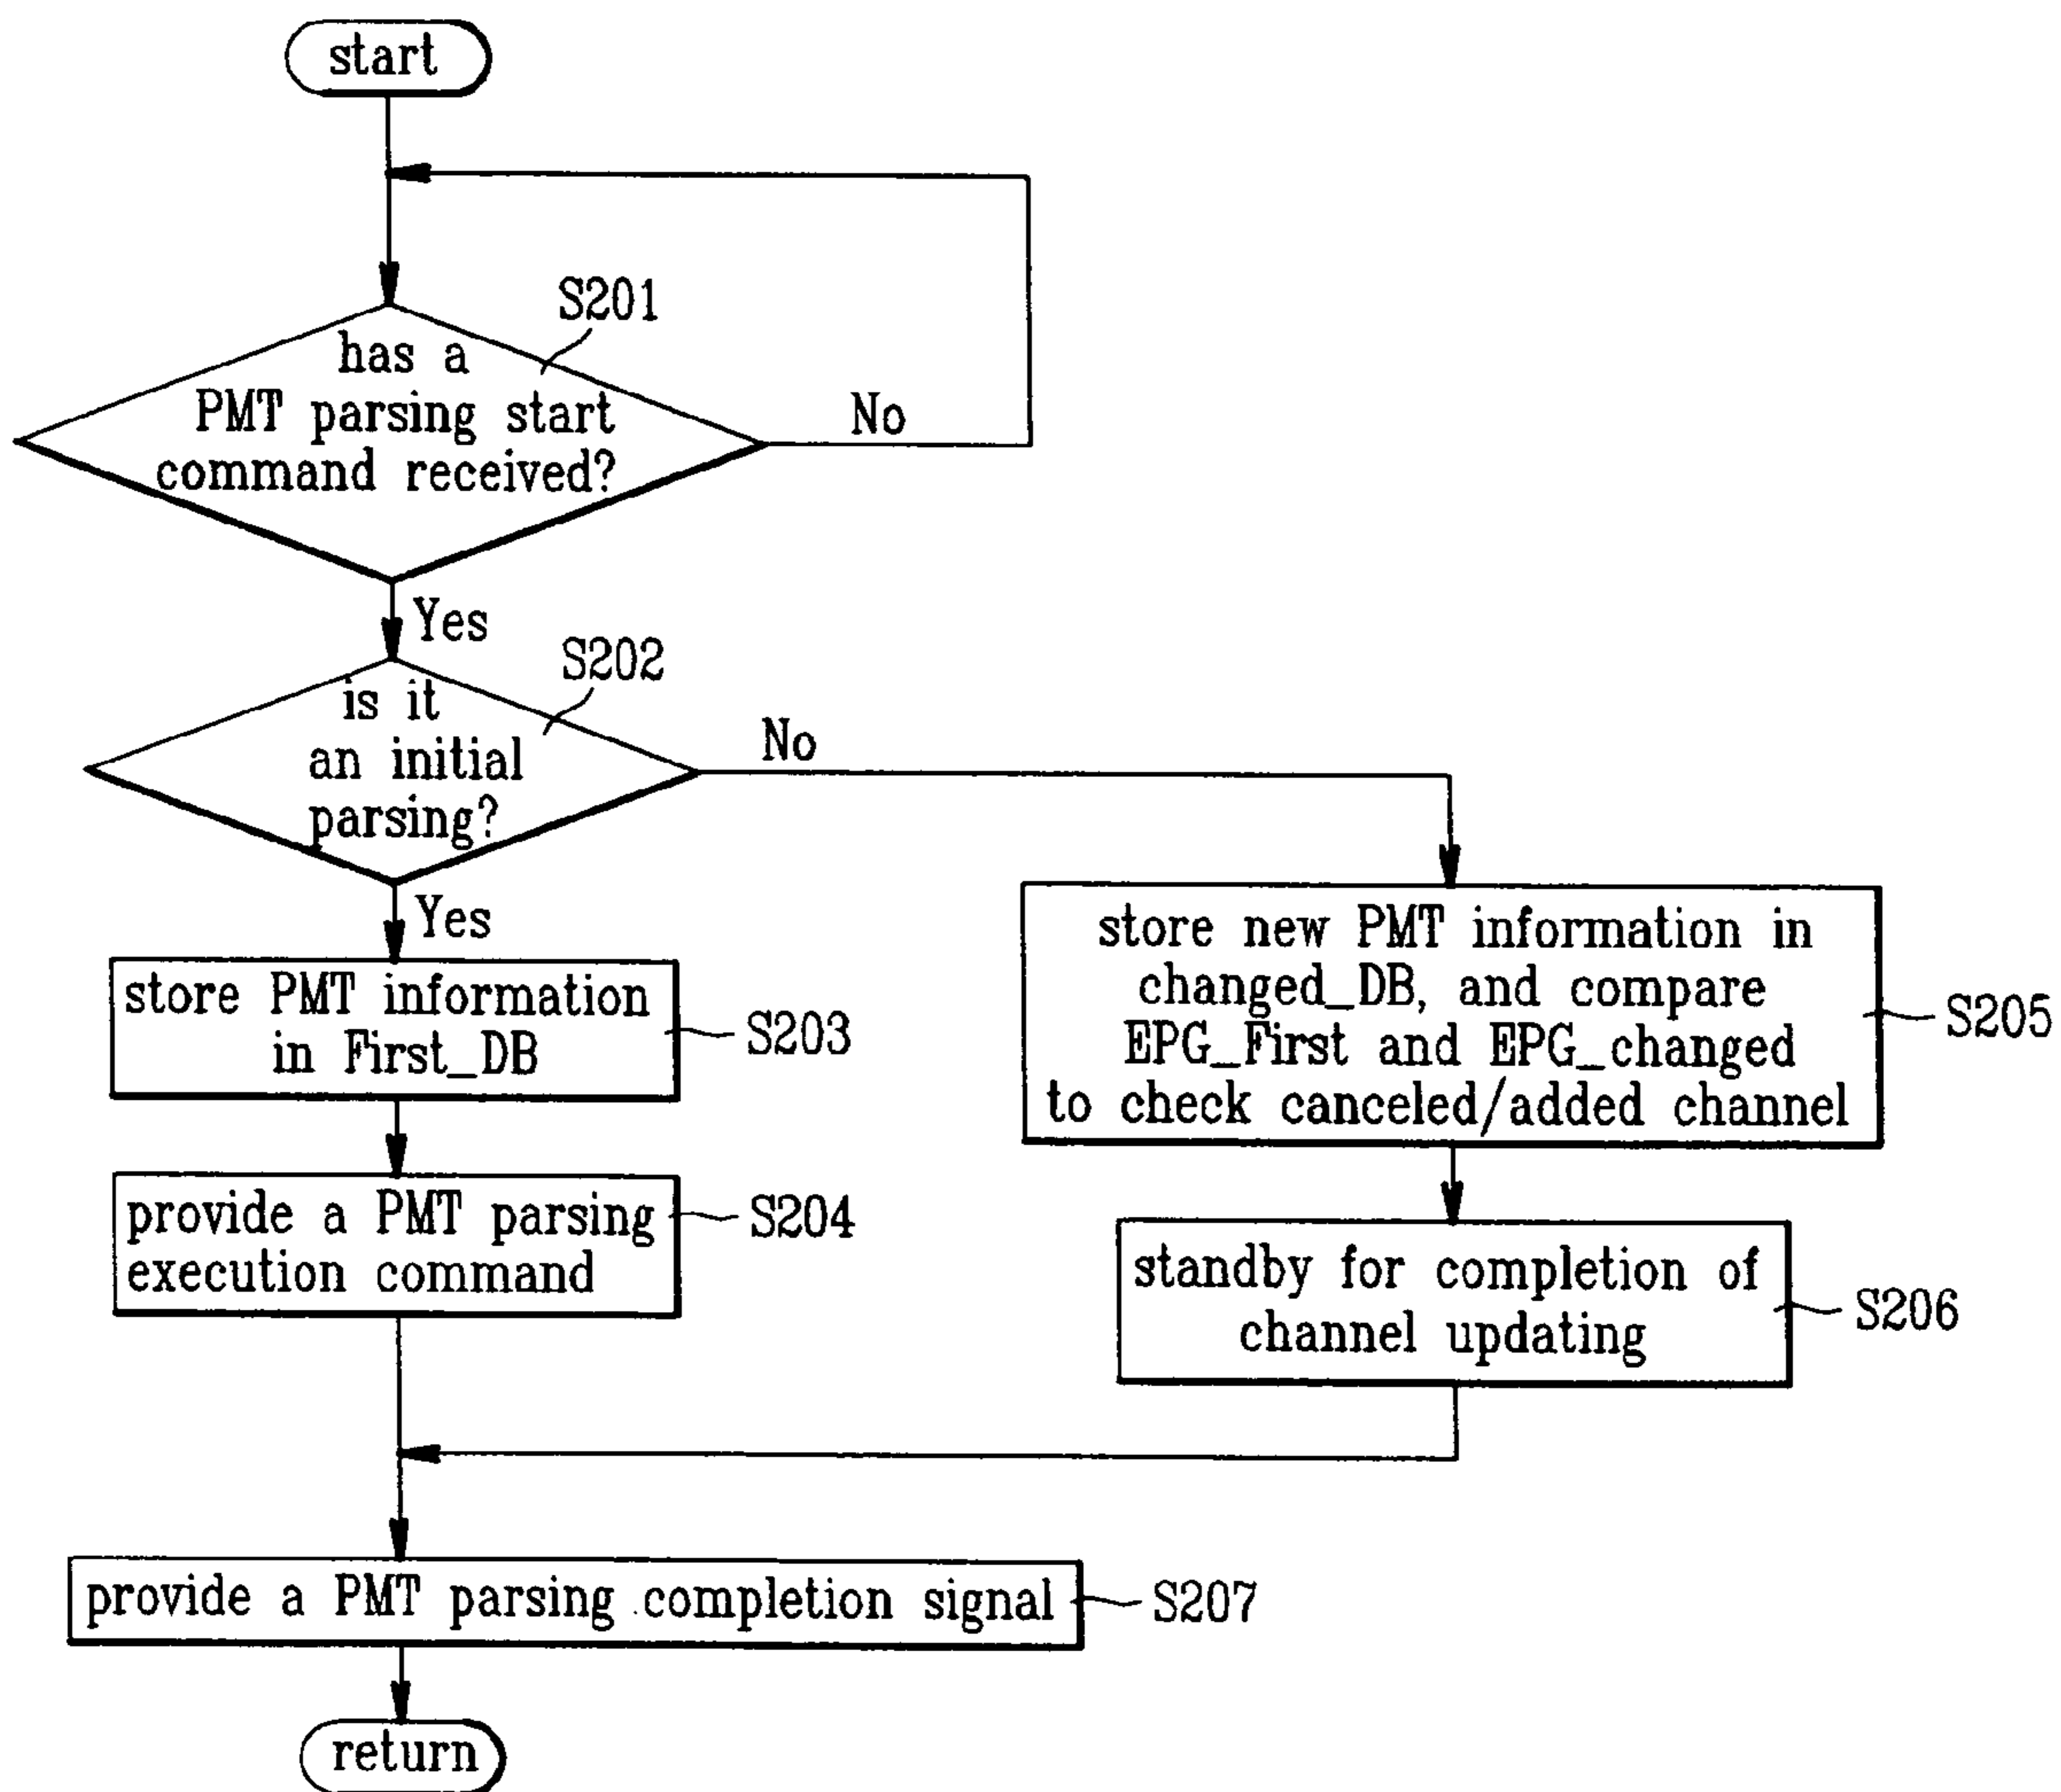 start
S201
has a
PMT parsing start
command received?
No
Yes
S202
is it
an initial
parsing?
No
Yes
store PMT information
in First_DB
S203
store new PMT information in
changed_DB, and compare
EPG_First and EPG_changed
to check canceled/added channel
S205
provide a PMT parsing
execution command
S204
standby for completion of
channel updating
S206
provide a PMT parsing completion signal
S207
return